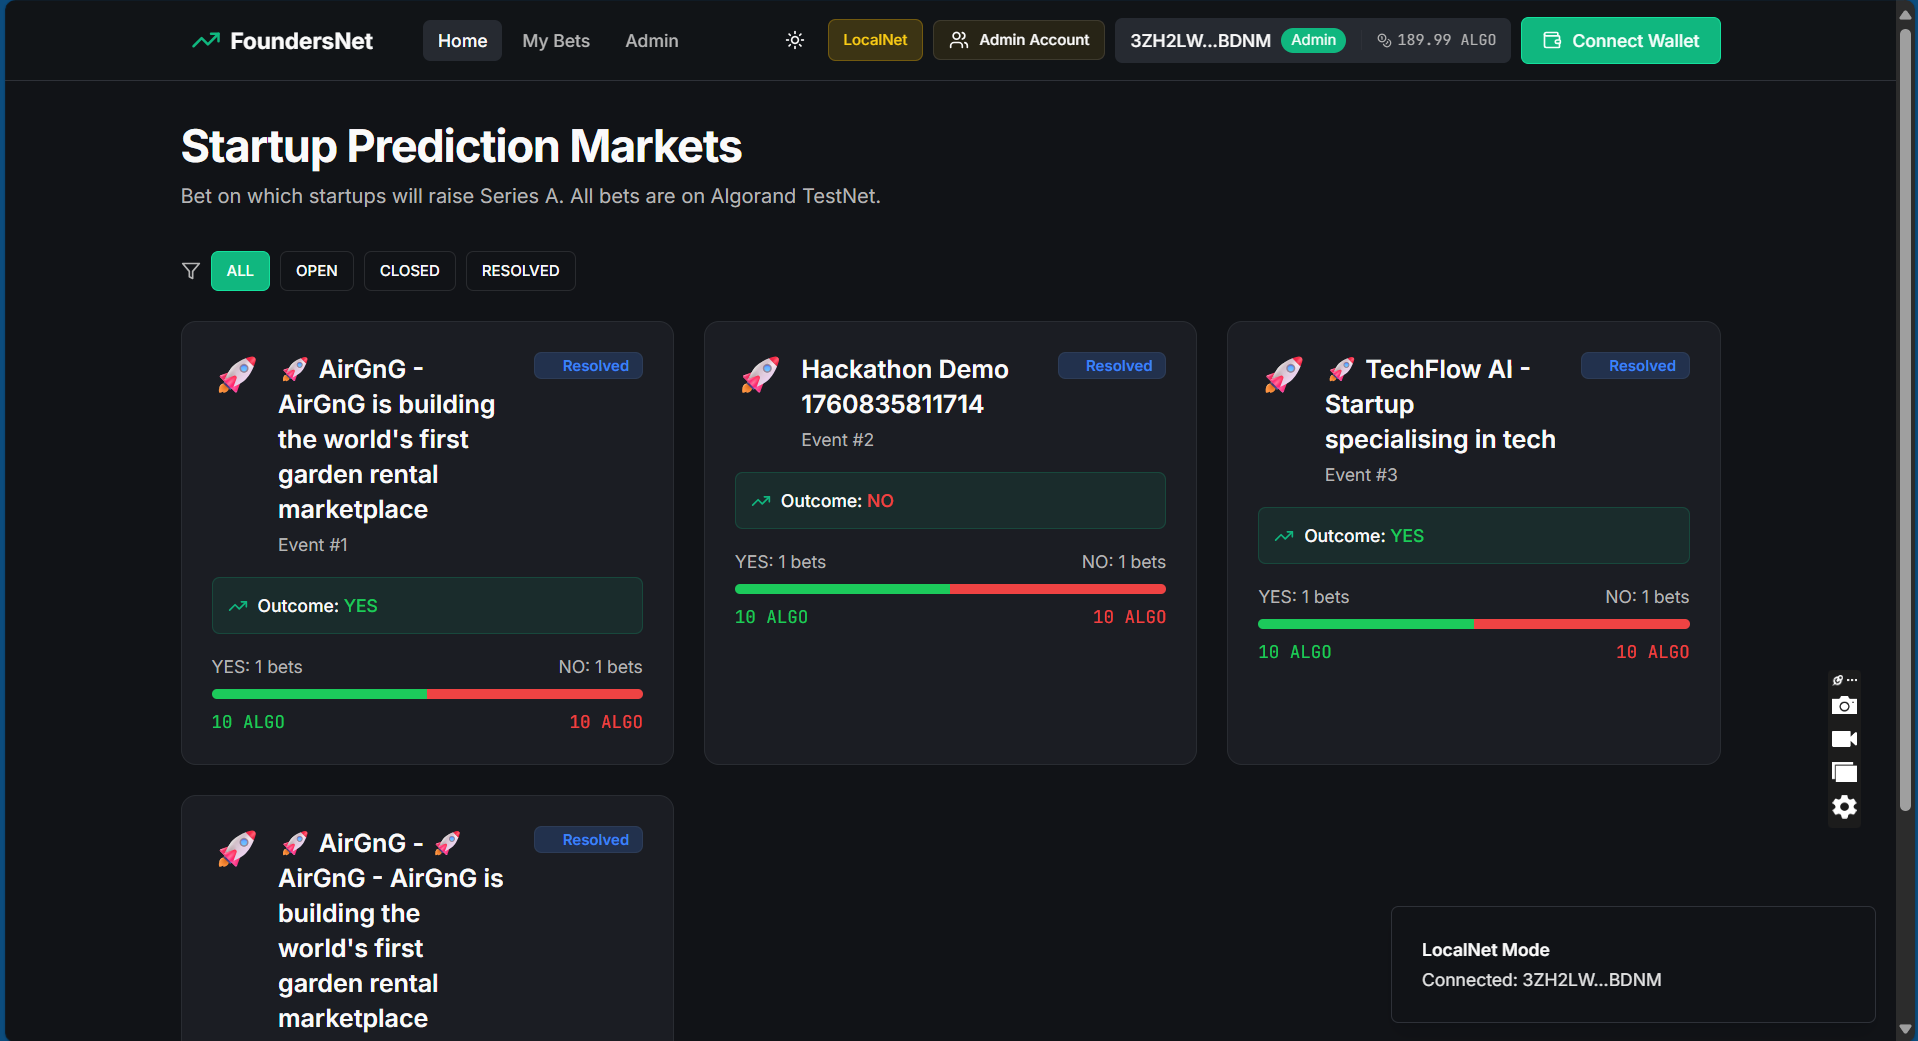 FoundersNet
Home
My Bets
Admin
LocalNet
Admin Account
3ZH2LW...BDNM
Admin
189.99 ALGO
Connect Wallet
Startup Prediction Markets
Bet on which startups will raise Series A. All bets are on Algorand TestNet.
ALL
OPEN
CLOSED
RESOLVED
AirGnG -
AirGnG is building
the world's first
garden rental
marketplace
Resolved
Event #1
Outcome: YES
YES: 1 bets
NO: 1 bets
10 ALGO
10 ALGO
Hackathon Demo
1760835811714
Resolved
Event #2
Outcome: NO
YES: 1 bets
NO: 1 bets
10 ALGO
10 ALGO
TechFlow AI -
Startup
specialising in tech
Resolved
Event #3
Outcome: YES
YES: 1 bets
NO: 1 bets
10 ALGO
10 ALGO
AirGnG -
AirGnG - AirGnG is
building the
world's first
garden rental
marketplace
Resolved
LocalNet Mode
Connected: 3ZH2LW...BDNM